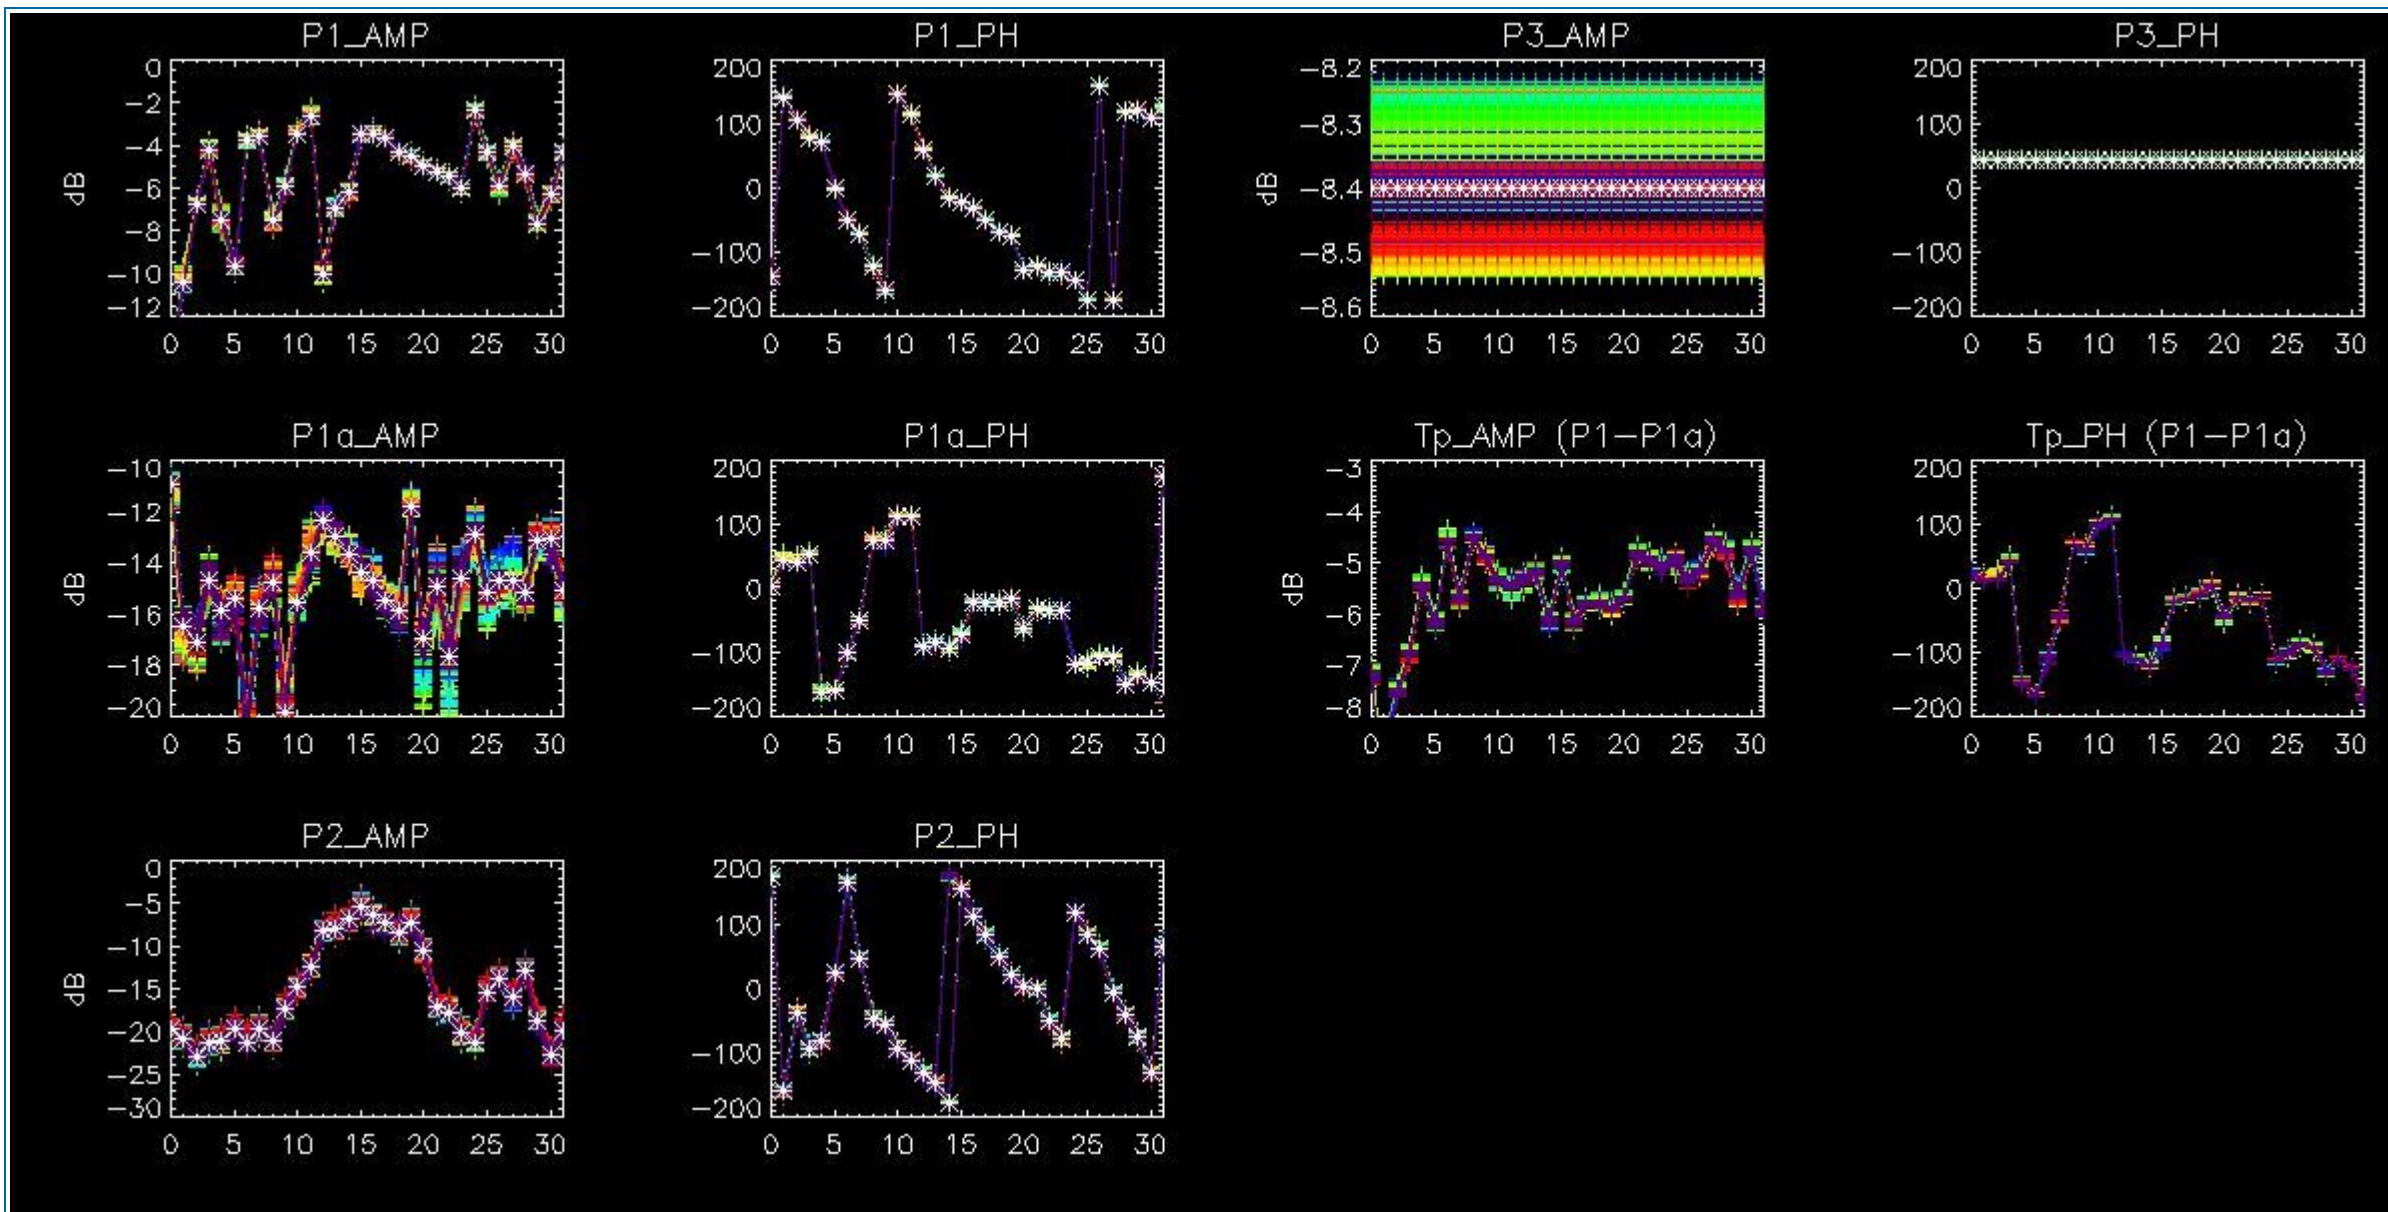 P1_AMP
0
−2
−4
−6
−8
−10
−12
dB
0 5 10 15 20 25 30
P1_PH
200
100
0
−100
−200
0 5 10 15 20 25 30
P3_AMP
−8.2
−8.3
−8.4
−8.5
−8.6
dB
0 5 10 15 20 25 30
P3_PH
200
100
0
−100
−200
0 5 10 15 20 25 30
P1a_AMP
−10
−12
−14
−16
−18
−20
dB
0 5 10 15 20 25 30
P1a_PH
200
100
0
−100
−200
0 5 10 15 20 25 30
Tp_AMP (P1−P1a)
−3
−4
−5
−6
−7
−8
dB
0 5 10 15 20 25 30
Tp_PH (P1−P1a)
200
100
0
−100
−200
0 5 10 15 20 25 30
P2_AMP
0
−5
−10
−15
−20
−25
−30
dB
0 5 10 15 20 25 30
P2_PH
200
100
0
−100
−200
0 5 10 15 20 25 30